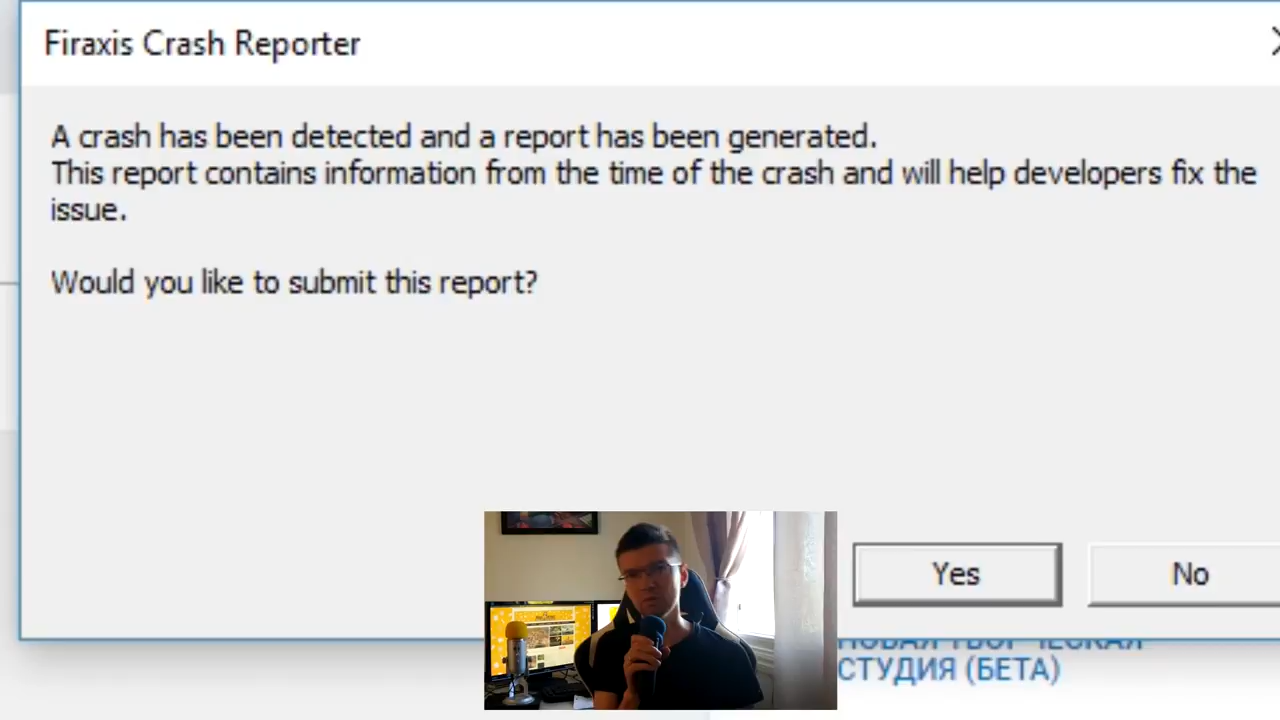 Firaxis Crash Reporter
A crash has been detected and a report has been generated.
This report contains information from the time of the crash and will help developers fix the
issue.
Would you like to submit this report?
Yes
No
НОВАЯ ТВОРЧЕСКАЯ
СТУДИЯ (БЕТА)